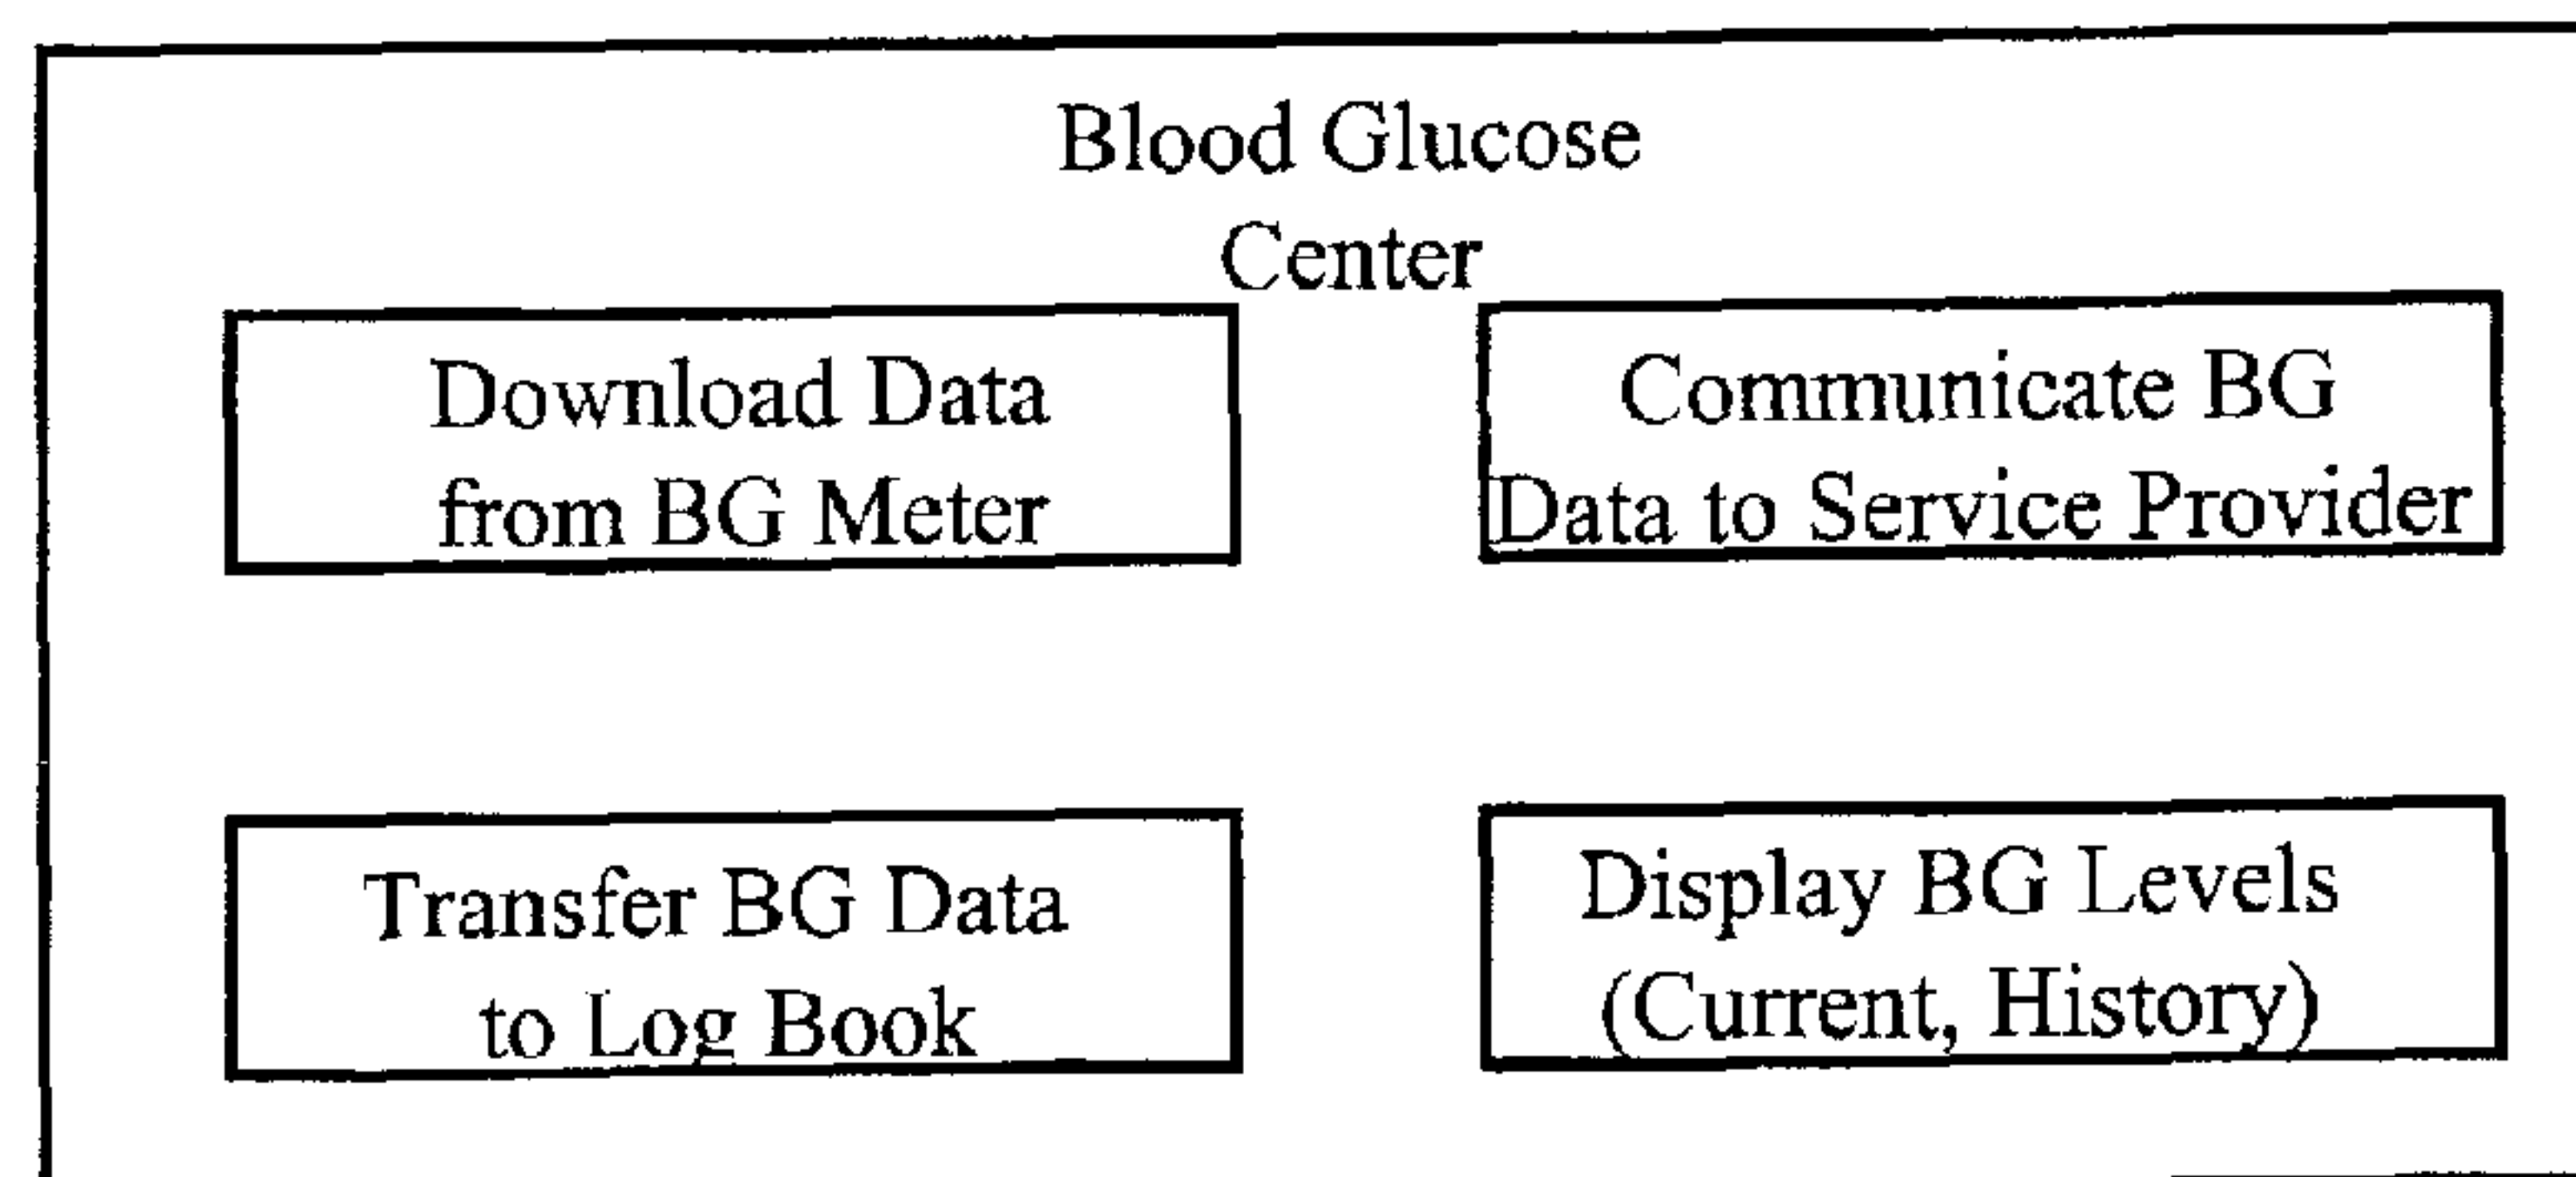 Blood Glucose
Center
Download Data
from BG Meter
Communicate BG
Data to Service Provider
Transfer BG Data
to Log Book
Display BG Levels
(Current, History)